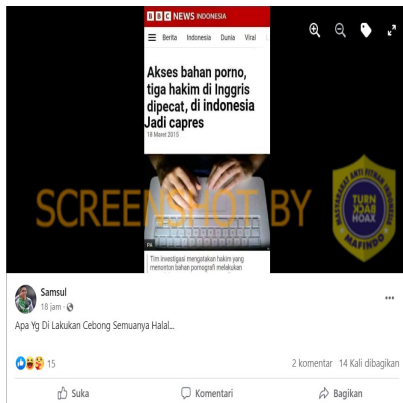 BBC NEWS INDONESIA
Berita Indonesia Dunia Viral
Akses bahan porno,
tiga hakim di Inggris
dipecat, di indonesia
Jadi capres
18 Maret 2015
SCREENSHOT BY
MASYARAKAT ANTI FITNAH INDONESIA
TURN
BACK
HOAX
MAFINDO
PA
Tim investigasi mengatakan hakim yang
menonton bahan pornografi melakukan
Samsul
18 jam ·
Apa Yg Di Lakukan Cebong Semuanya Halal...
15
2 komentar 14 Kali dibagikan
Suka Komentari Bagikan